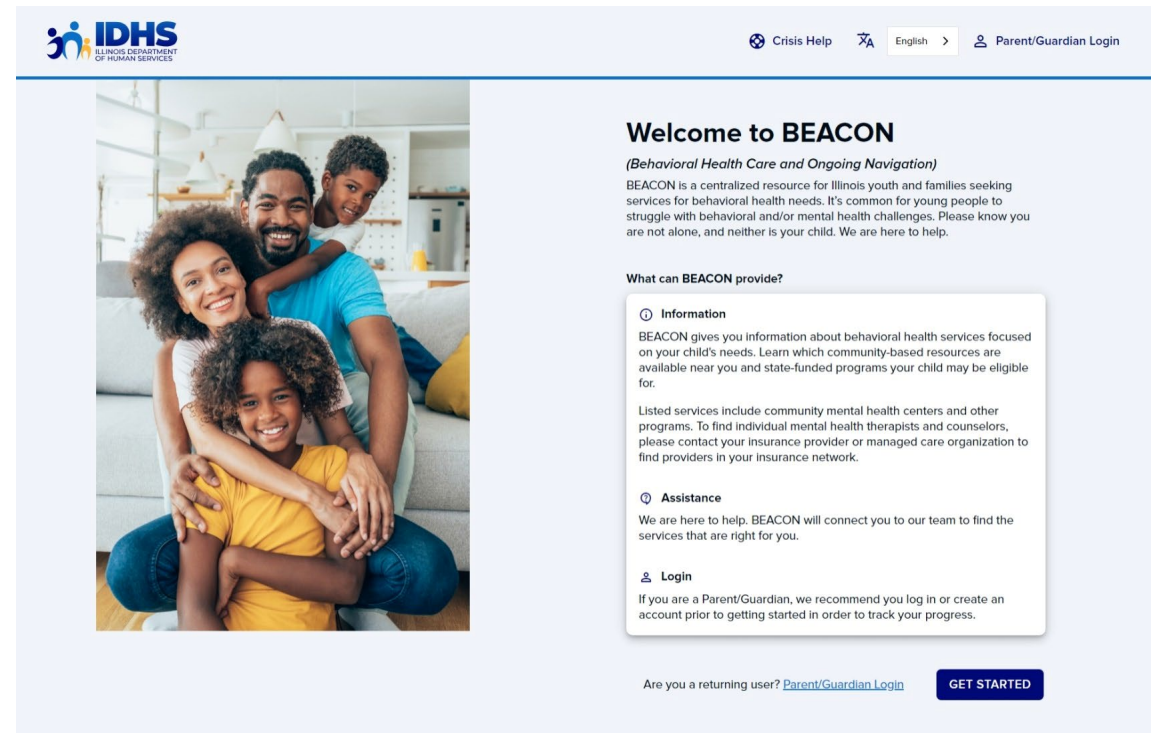 IDHS
ILLINOIS DEPARTMENT
OF HUMAN SERVICES
Crisis Help
English
Parent/Guardian Login
Welcome to BEACON
(Behavioral Health Care and Ongoing Navigation)
BEACON is a centralized resource for Illinois youth and families seeking
services for behavioral health needs. It's common for young people to
struggle with behavioral and/or mental health challenges. Please know you
are not alone, and neither is your child. We are here to help.
What can BEACON provide?
Information
BEACON gives you information about behavioral health services focused
on your child's needs. Learn which community-based resources are
available near you and state-funded programs your child may be eligible
for.
Listed services include community mental health centers and other
programs. To find individual mental health therapists and counselors,
please contact your insurance provider or managed care organization to
find providers in your insurance network.
Assistance
We are here to help. BEACON will connect you to our team to find the
services that are right for you.
Login
If you are a Parent/Guardian, we recommend you log in or create an
account prior to getting started in order to track your progress.
Are you a returning user? Parent/Guardian Login
GET STARTED